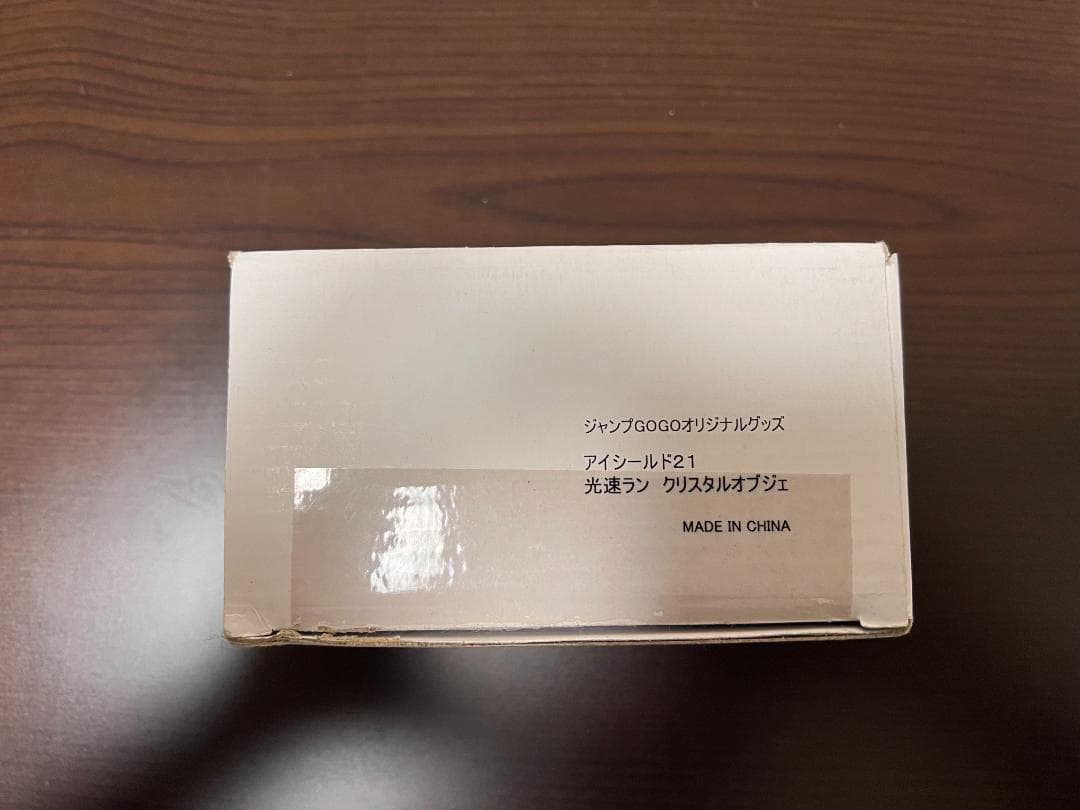 ジャンプGOGOオリジナルグッズ
アイシールド21
光速ラン　クリスタルオブジェ
MADE IN CHINA